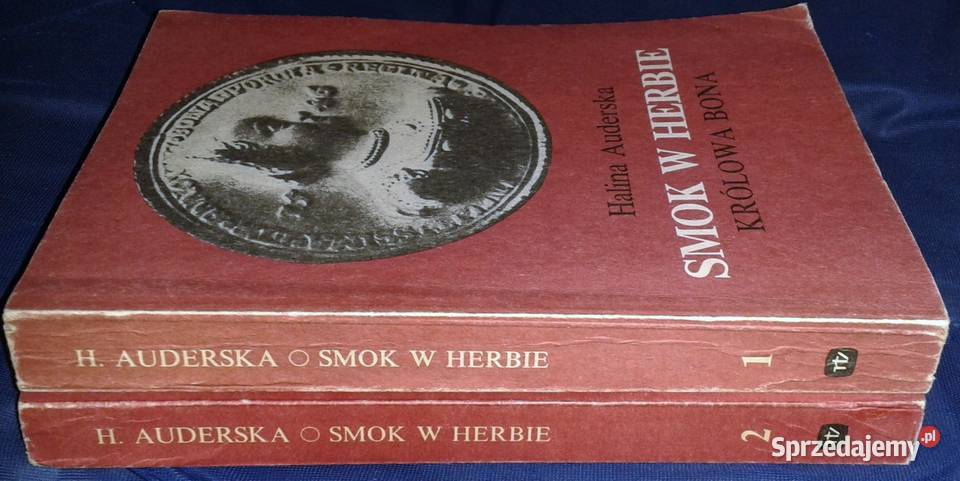 Halina Auderska
SMOK W HERBIE
KRÓLOWA BONA
H. AUDERSKA O SMOK W HERBIE 1
H. AUDERSKA O SMOK W HERBIE 2
Sprzedajemy.pl